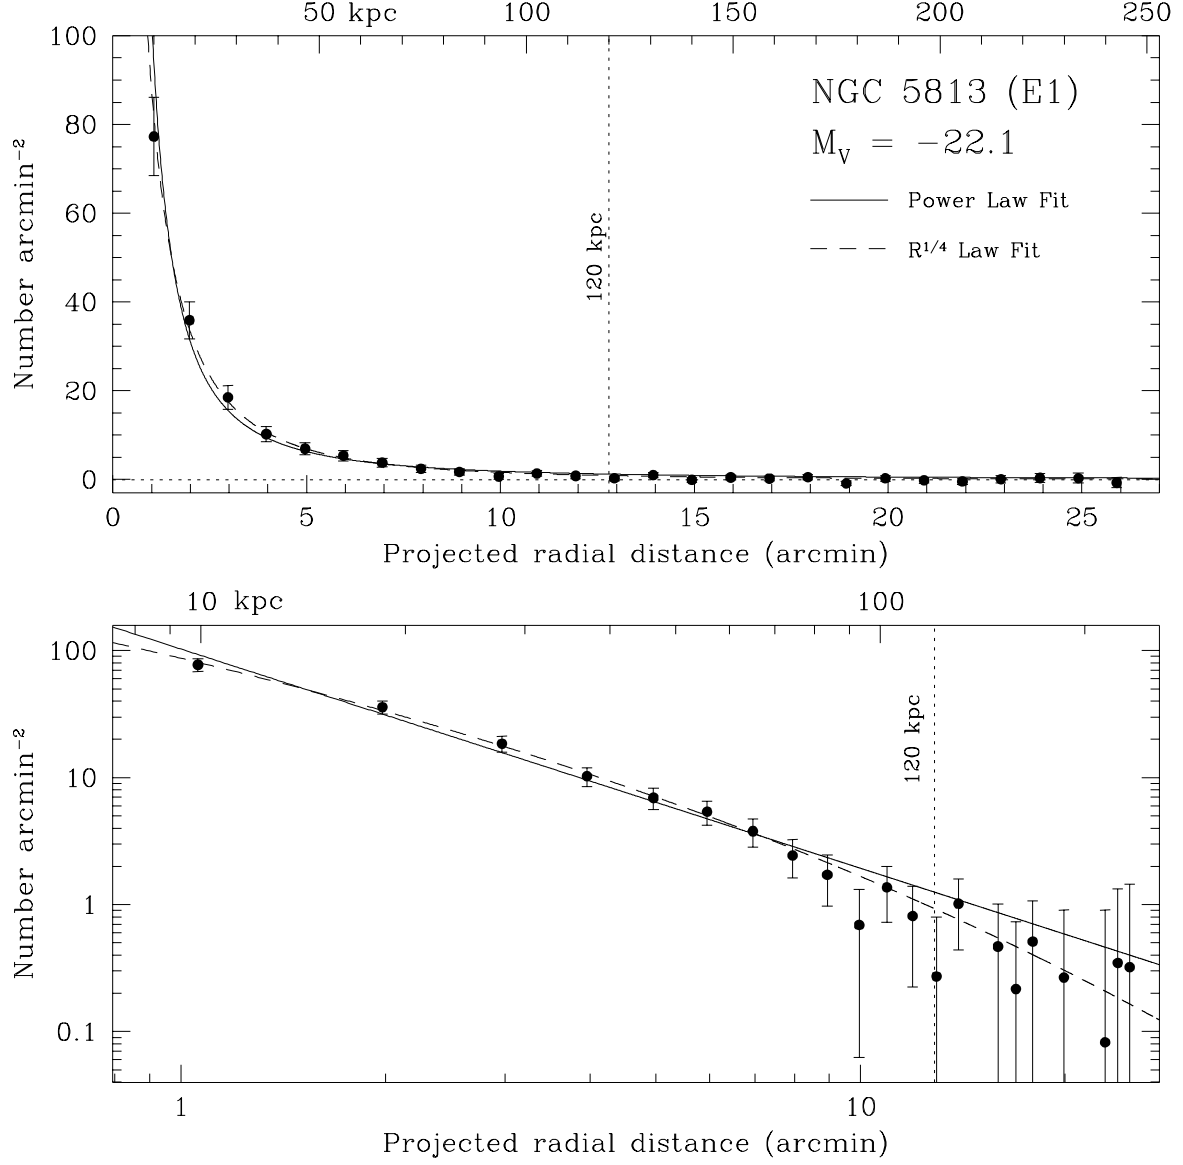 50 kpc 100 150 200 250
100
80
60
40
20
0
Number arcmin⁻²
NGC 5813 (E1)
M_V = −22.1
Power Law Fit
R¹/⁴ Law Fit
120 kpc
0 5 10 15 20 25
Projected radial distance (arcmin)
10 kpc 100
100
10
1
0.1
Number arcmin⁻²
120 kpc
1 10
Projected radial distance (arcmin)